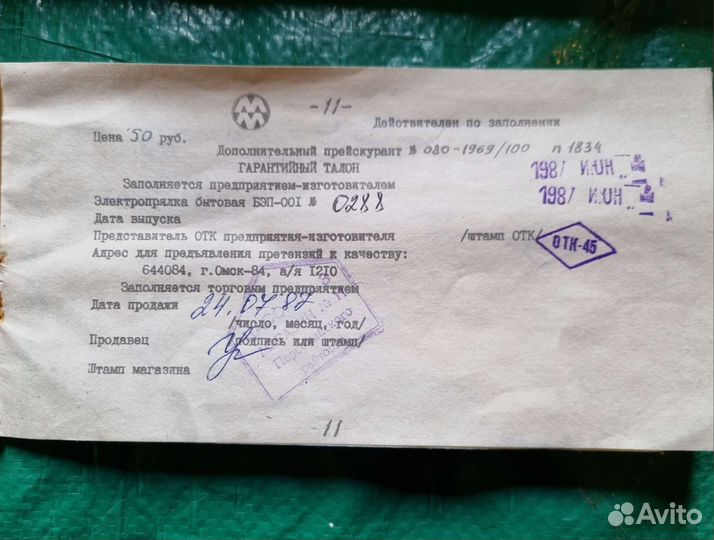 -11-
Действителен по заполнении
Цена 50 руб.
Дополнительный прейскурант № 080-1969/100 п 1834
ГАРАНТИЙНЫЙ ТАЛОН
1987 ИЮН
Заполняется предприятием-изготовителем
1987 ИЮН
Электропрялка бытовая БЭП-001 № 0288
Дата выпуска
Представитель ОТК предприятия-изготовителя /штамп ОТК/
ОТК-45
Адрес для предъявления претензий к качеству:
644084, г.Омск-84, а/я 1210
Заполняется торговым предприятием
Дата продажи 24.07.87
/число, месяц, год/
Продавец /подпись или штамп/
Штамп магазина
-11
Avito